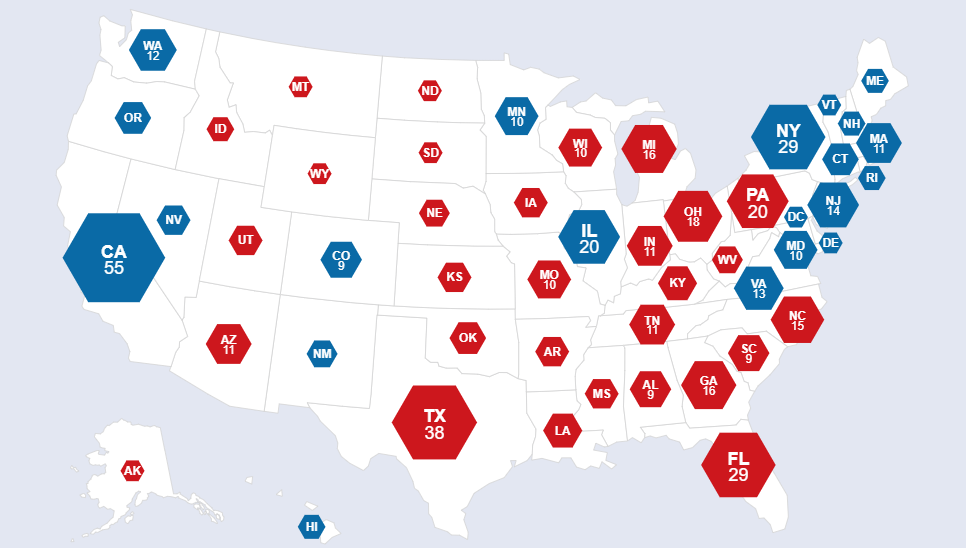 WA
12
MT
ND
MN
10
ME
VT
OR
ID
WI
10
MI
16
NY
29
NH
MA
11
SD
CT
WY
RI
NV
NE
IA
PA
20
NJ
14
OH
18
DC
UT
IL
20
IN
11
MD
10
DE
CA
55
CO
9
KS
MO
10
WV
KY
VA
13
AZ
11
NM
OK
AR
TN
11
NC
15
SC
9
MS
AL
9
GA
16
TX
38
LA
FL
29
AK
HI